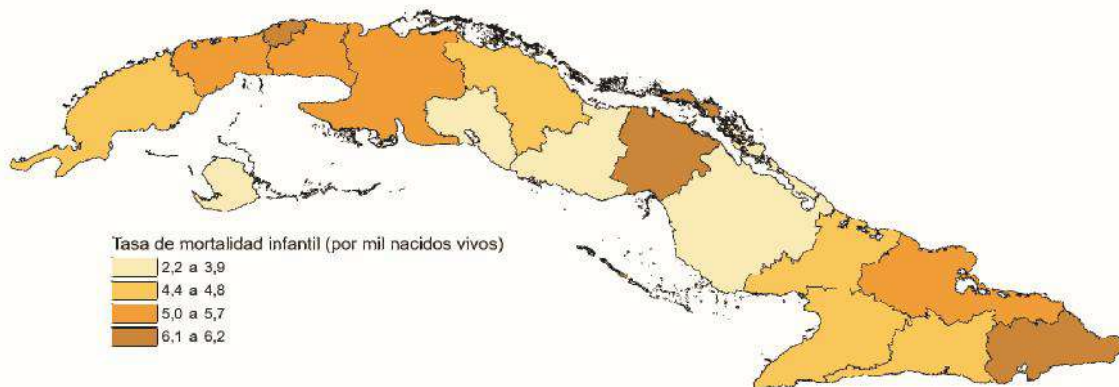 Tasa de mortalidad infantil (por mil nacidos vivos)
2,2 a 3,9
4,4 a 4,8
5,0 a 5,7
6,1 a 6,2